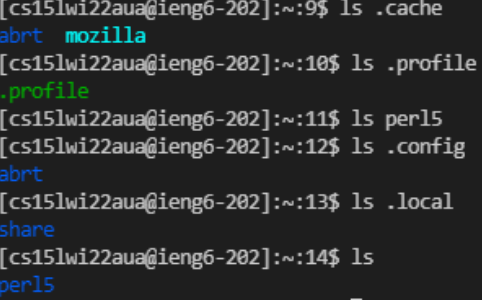 [cs15lwi22aua@ieng6-202]:~:9$ ls .cache
abrt  mozilla
[cs15lwi22aua@ieng6-202]:~:10$ ls .profile
.profile
[cs15lwi22aua@ieng6-202]:~:11$ ls perl5
[cs15lwi22aua@ieng6-202]:~:12$ ls .config
abrt
[cs15lwi22aua@ieng6-202]:~:13$ ls .local
share
[cs15lwi22aua@ieng6-202]:~:14$ ls
perl5